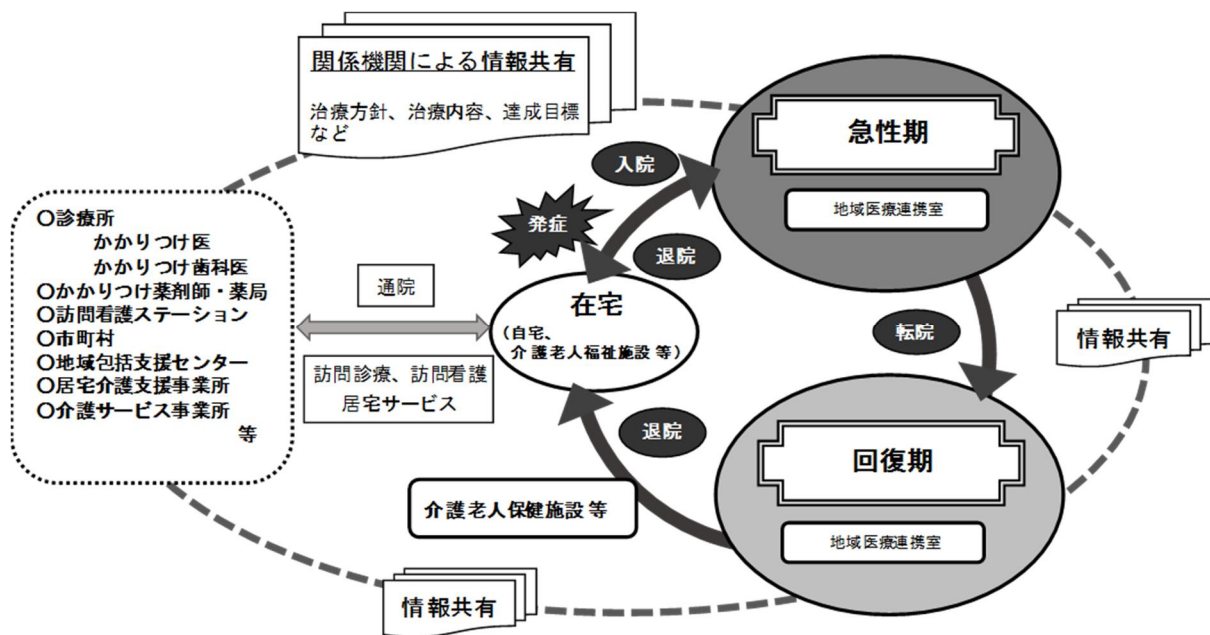 関係機関による情報共有
治療方針、治療内容、達成目標
など
急性期
地域医療連携室
入院
発症
退院
〇診療所
かかりつけ医
かかりつけ歯科医
〇かかりつけ薬剤師・薬局
〇訪問看護ステーション
〇市町村
〇地域包括支援センター
〇居宅介護支援事業所
〇介護サービス事業所
等
通院
訪問診療、訪問看護
居宅サービス
在宅
（自宅、
介護老人福祉施設等）
転院
情報共有
退院
回復期
地域医療連携室
介護老人保健施設等
情報共有